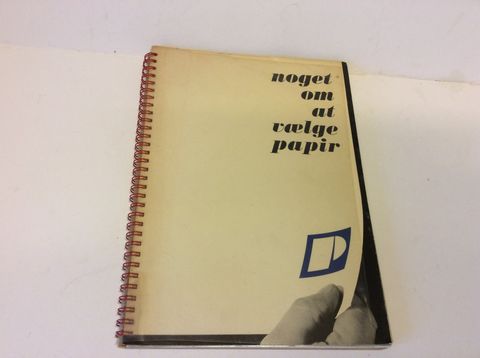 noget
om
at
vælge
papir
P